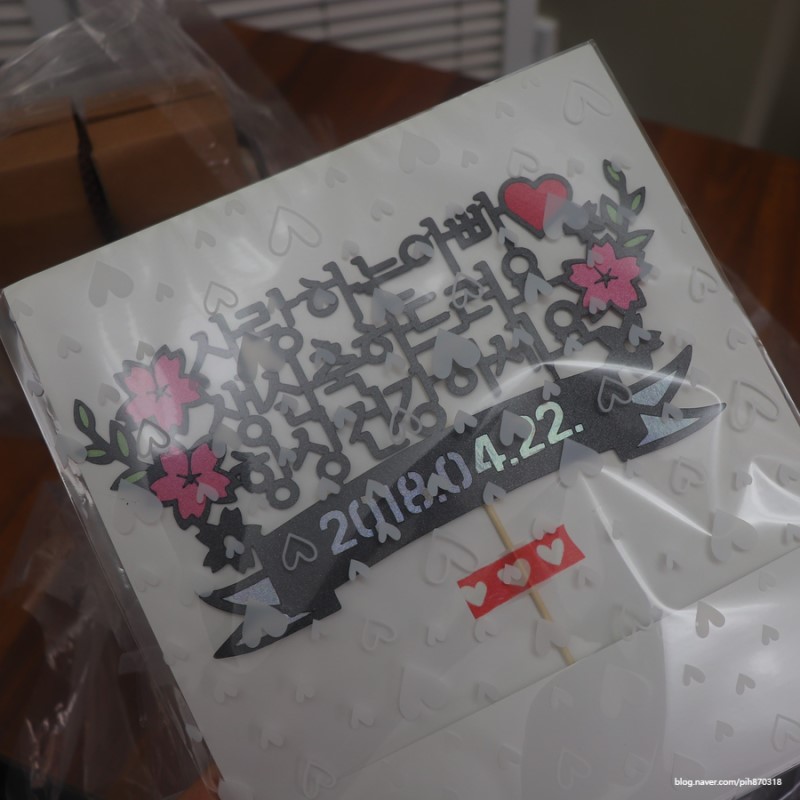 사랑하는아빠
생신축하드려요
항상건강하세요
2018.04.22.
blog.naver.com/pih870318